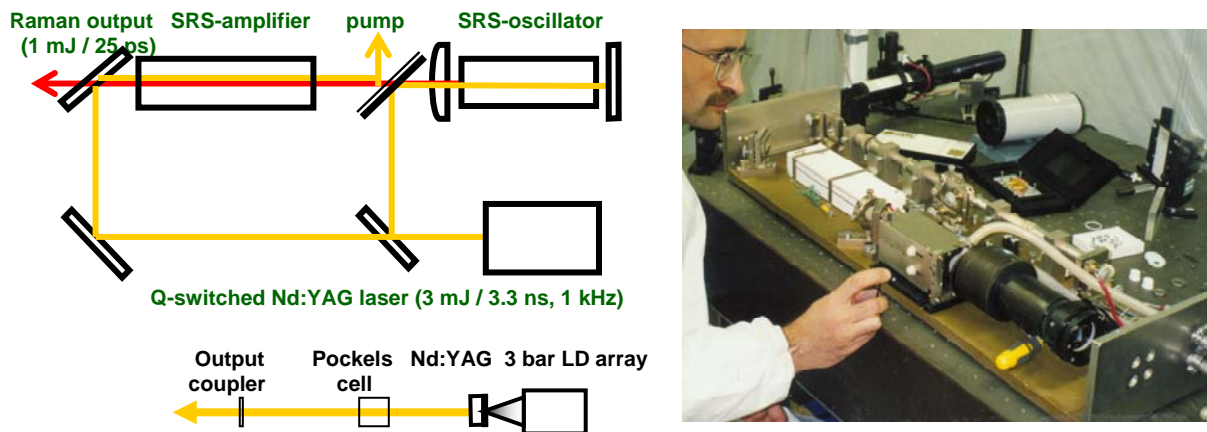 Raman output SRS-amplifier pump SRS-oscillator
(1 mJ / 25 ps)
Q-switched Nd:YAG laser (3 mJ / 3.3 ns, 1 kHz)
Output Pockels Nd:YAG 3 bar LD array
coupler cell